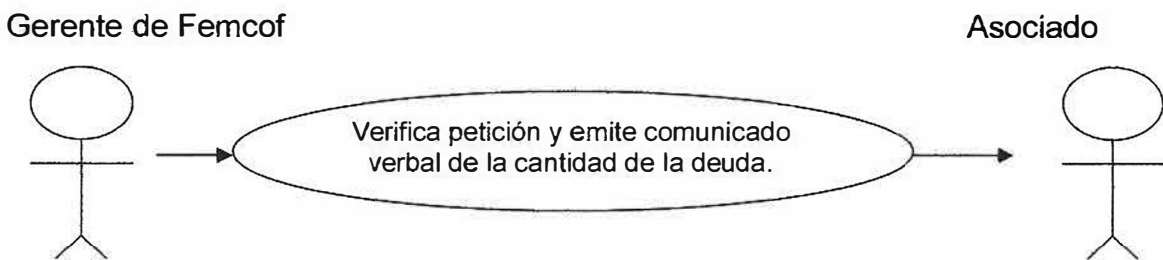 Gerente de Femcof
Asociado
Verifica petición y emite comunicado
verbal de la cantidad de la deuda.